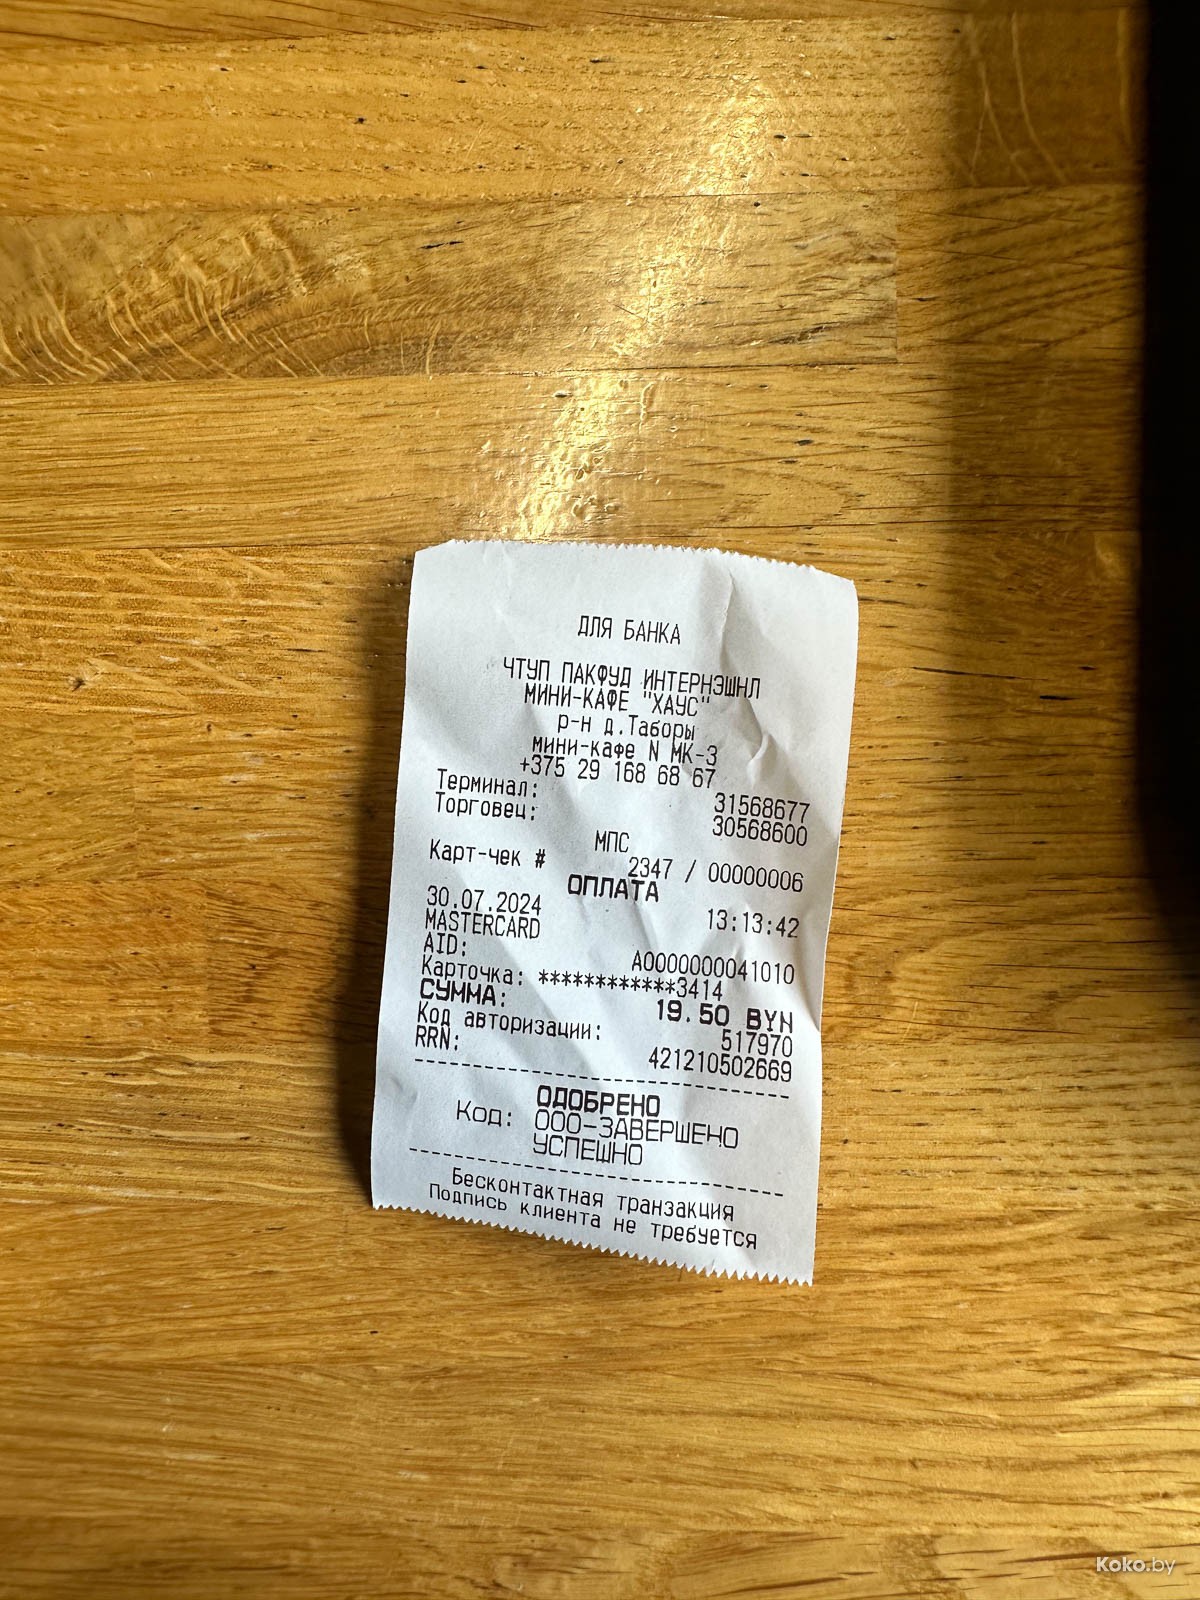 ДЛЯ БАНКА
ЧТУП ПАКФУД ИНТЕРНЭШНЛ
МИНИ-КАФЕ "ХАУС"
р-н д.Таборы
мини-кафе N МК-3
+375 29 168 68 67
Терминал: 31568677
Торговец: 30568600
МПС
Карт-чек # 2347 / 00000006
ОПЛАТА
30.07.2024 13:13:42
MASTERCARD
AID: A0000000041010
Карточка: ************3414
СУММА: 19.50 BYN
Код авторизации: 517970
RRN: 421210502669
ОДОБРЕНО
Код: 000-ЗАВЕРШЕНО
УСПЕШНО
Бесконтактная транзакция
Подпись клиента не требуется
Koko.by